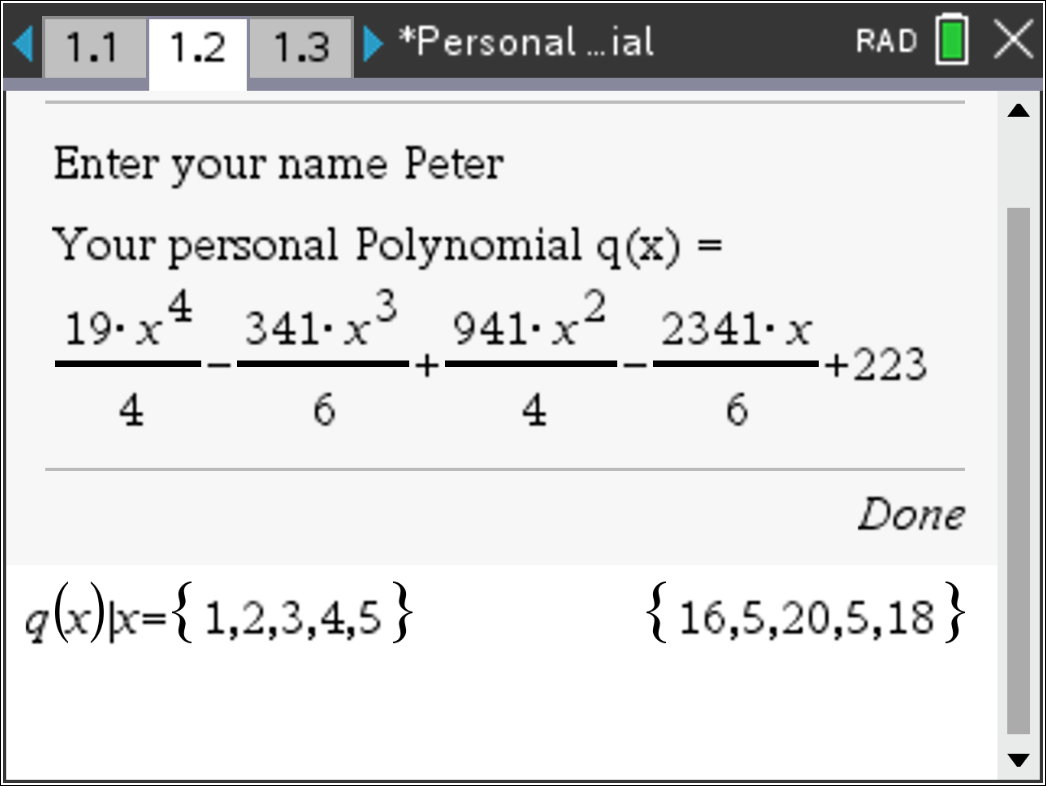 1.1 1.2 1.3 *Personal ...ial RAD
Enter your name Peter
Your personal Polynomial q(x) =
19·x^4/4 − 341·x^3/6 + 941·x^2/4 − 2341·x/6 +223
Done
q(x)|x={1,2,3,4,5} {16,5,20,5,18}